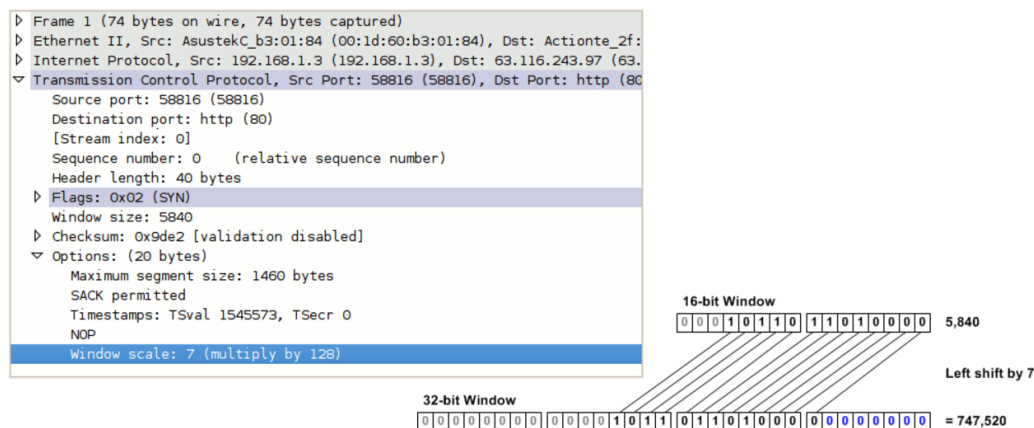 Frame 1 (74 bytes on wire, 74 bytes captured)
Ethernet II, Src: AsustekC_b3:01:84 (00:1d:60:b3:01:84), Dst: Actionte_2f:
Internet Protocol, Src: 192.168.1.3 (192.168.1.3), Dst: 63.116.243.97 (63.
Transmission Control Protocol, Src Port: 58816 (58816), Dst Port: http (80
Source port: 58816 (58816)
Destination port: http (80)
[Stream index: 0]
Sequence number: 0 (relative sequence number)
Header length: 40 bytes
Flags: 0x02 (SYN)
Window size: 5840
Checksum: 0x9de2 [validation disabled]
Options: (20 bytes)
Maximum segment size: 1460 bytes
SACK permitted
Timestamps: TSval 1545573, TSecr 0
NOP
Window scale: 7 (multiply by 128)
16-bit Window
0 0 0 1 0 1 1 0 1 1 0 1 0 0 0 0 5,840
Left shift by 7
32-bit Window
0 0 0 0 0 0 0 0 0 0 0 0 1 0 1 1 0 1 1 0 1 0 0 0 0 0 0 0 0 0 0 0 = 747,520